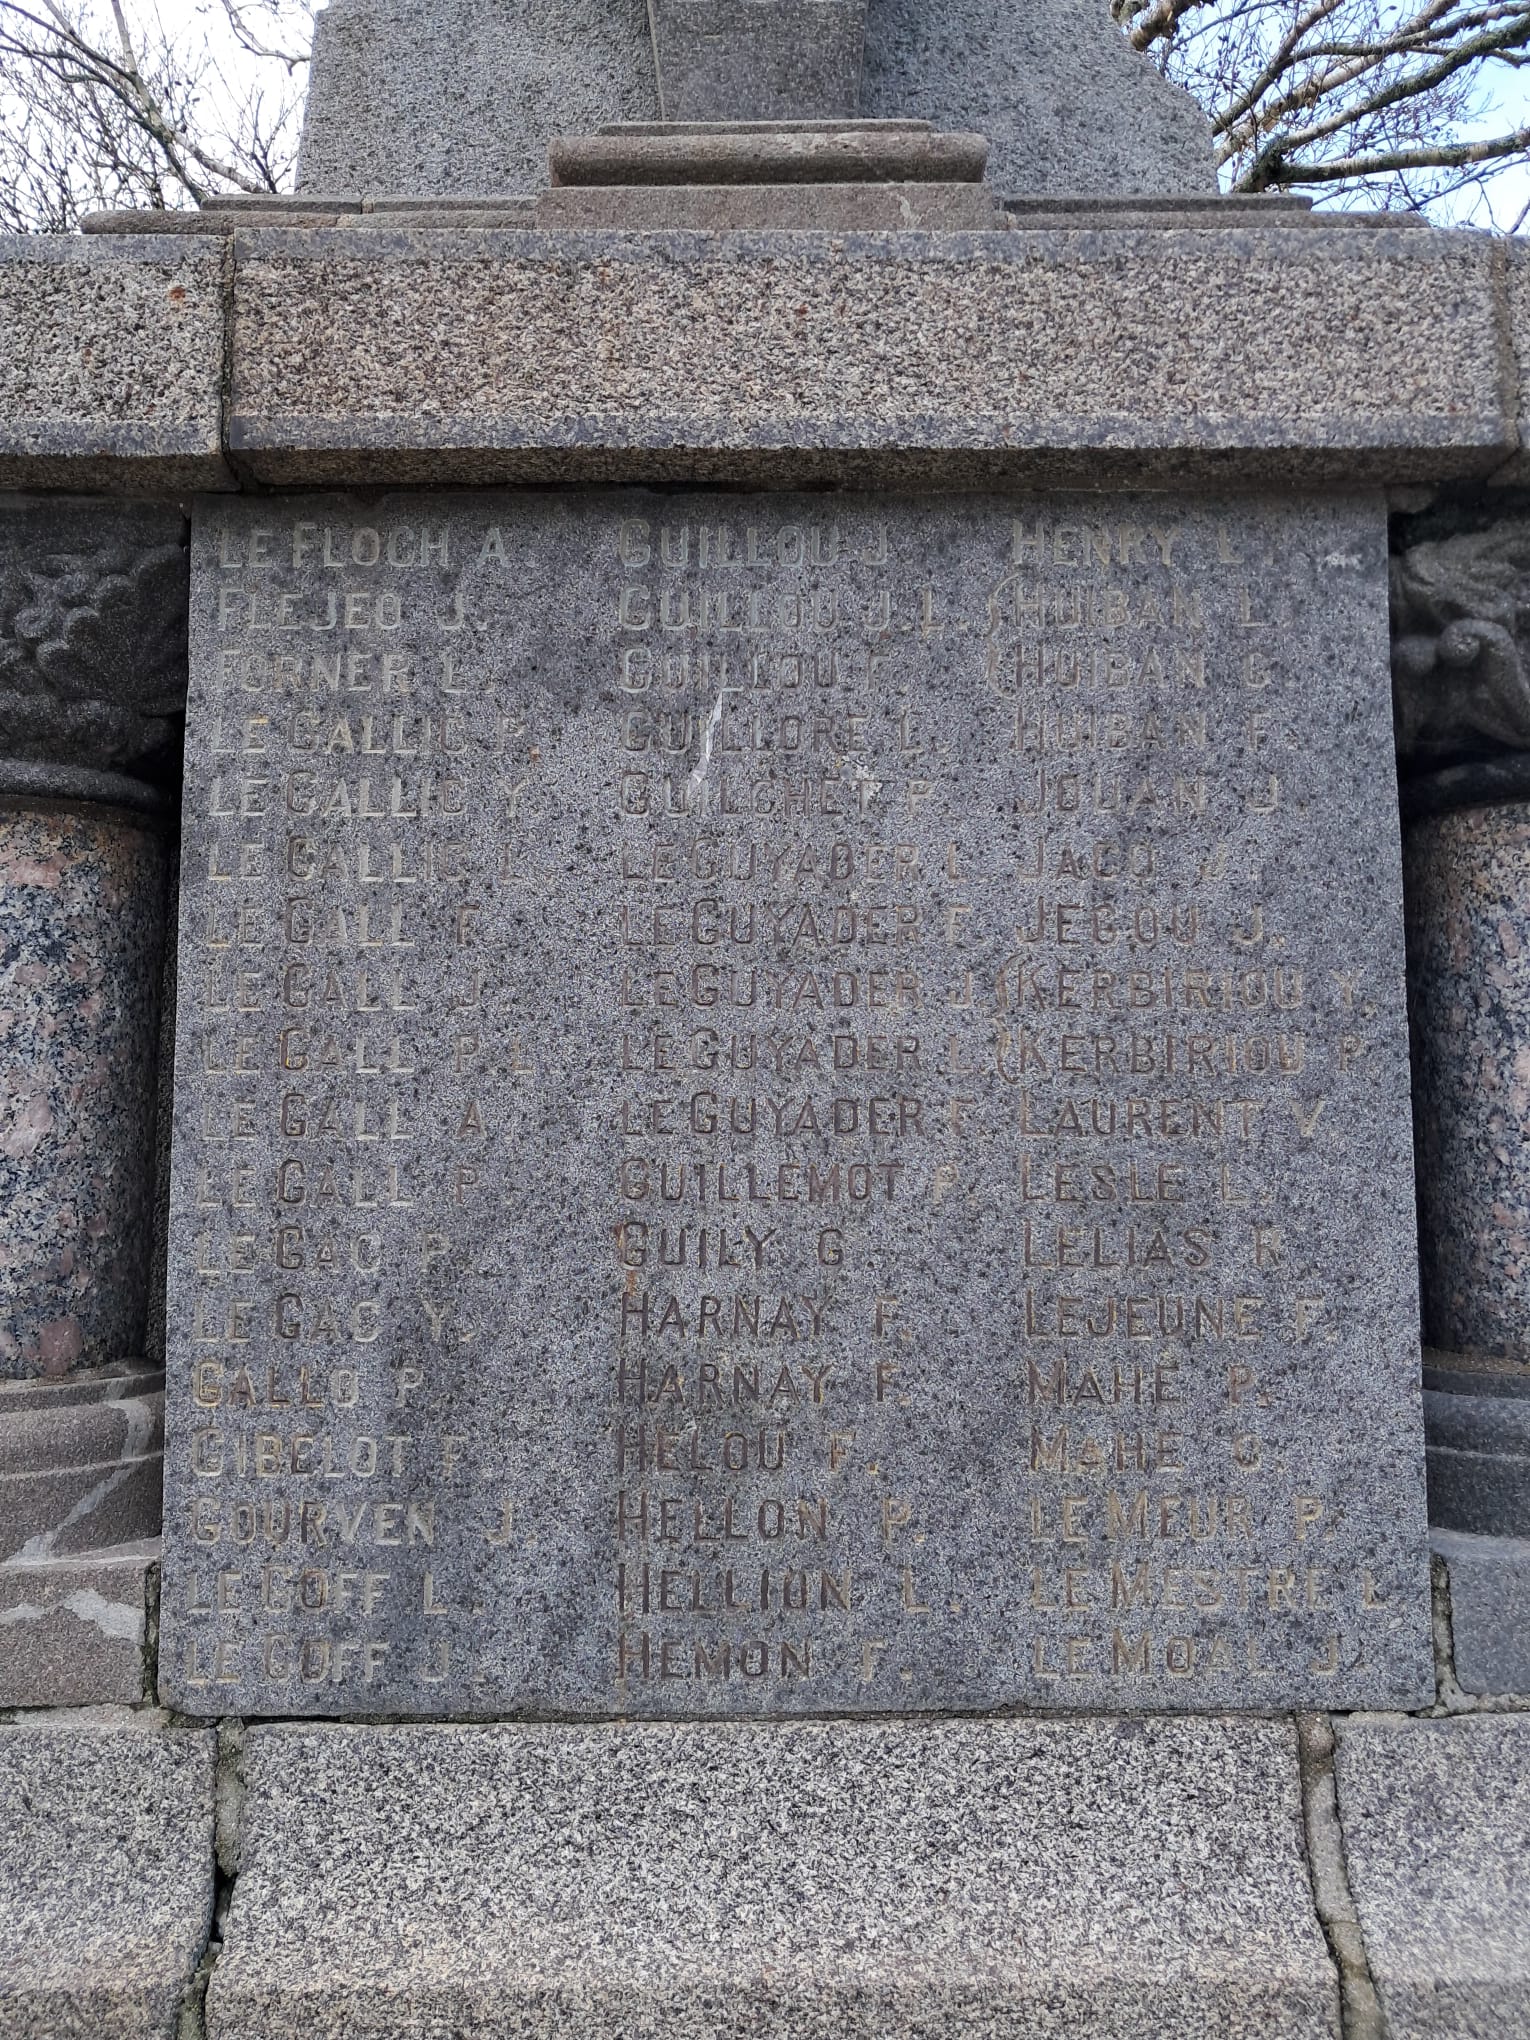 LE FLOCH A.
FLEJEO J.
FORNER L.
LE GALLIC P.
LE GALLIC Y.
LE GALLIC L.
LE GALL F.
LE GALL J.
LE GALL P.L.
LE GALL A.
LE GALL P.
LE GAC P.
LE GAC Y.
GALLO P.
GIBELOT F.
GOURVEN J.
LE GOFF L.
LE GOFF J.
GUILLOU J.
GUILLOU J.L.
GUILLOU F.
GUILLORE L.
GUILCHET P.
LE GUYADER L.
LE GUYADER F.
LE GUYADER J.
LE GUYADER L.
LE GUYADER F.
GUILLEMOT P.
GUILY G.
HARNAY F.
HARNAY F.
HELOU F.
HELLON P.
HELLION L.
HEMON F.
HENRY L.
HUIBAN L.
HUIBAN G.
HUIBAN F.
JOUAN J.
JACQ
JEGOU J.
KERBIRIOU Y.
KERBIRIOU P.
LAURENT V
LESLE L.
LELIAS R.
LEJEUNE F.
MAHE P.
MAHE
LE MEUR P.
LE MESTRE L.
LE MOAL J.